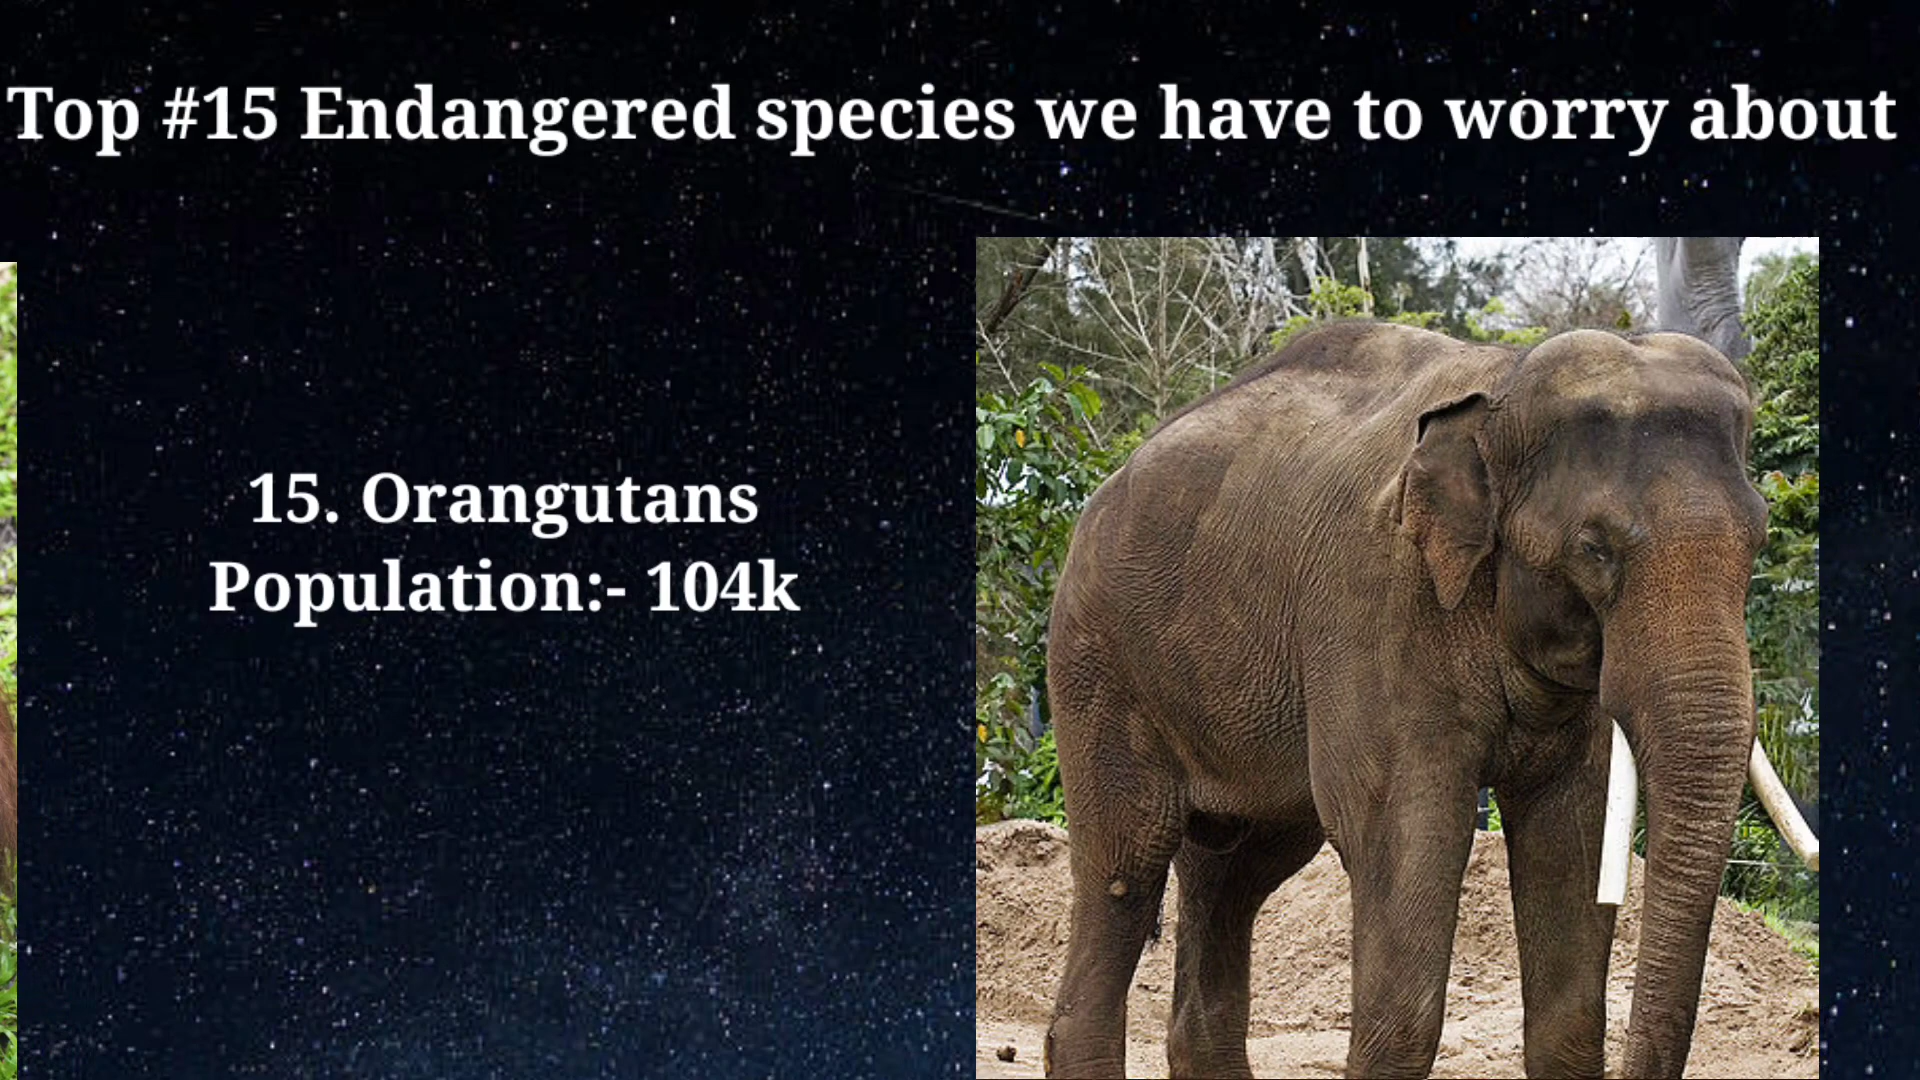 Top #15 Endangered species we have to worry about
15. Orangutans
Population:- 104k